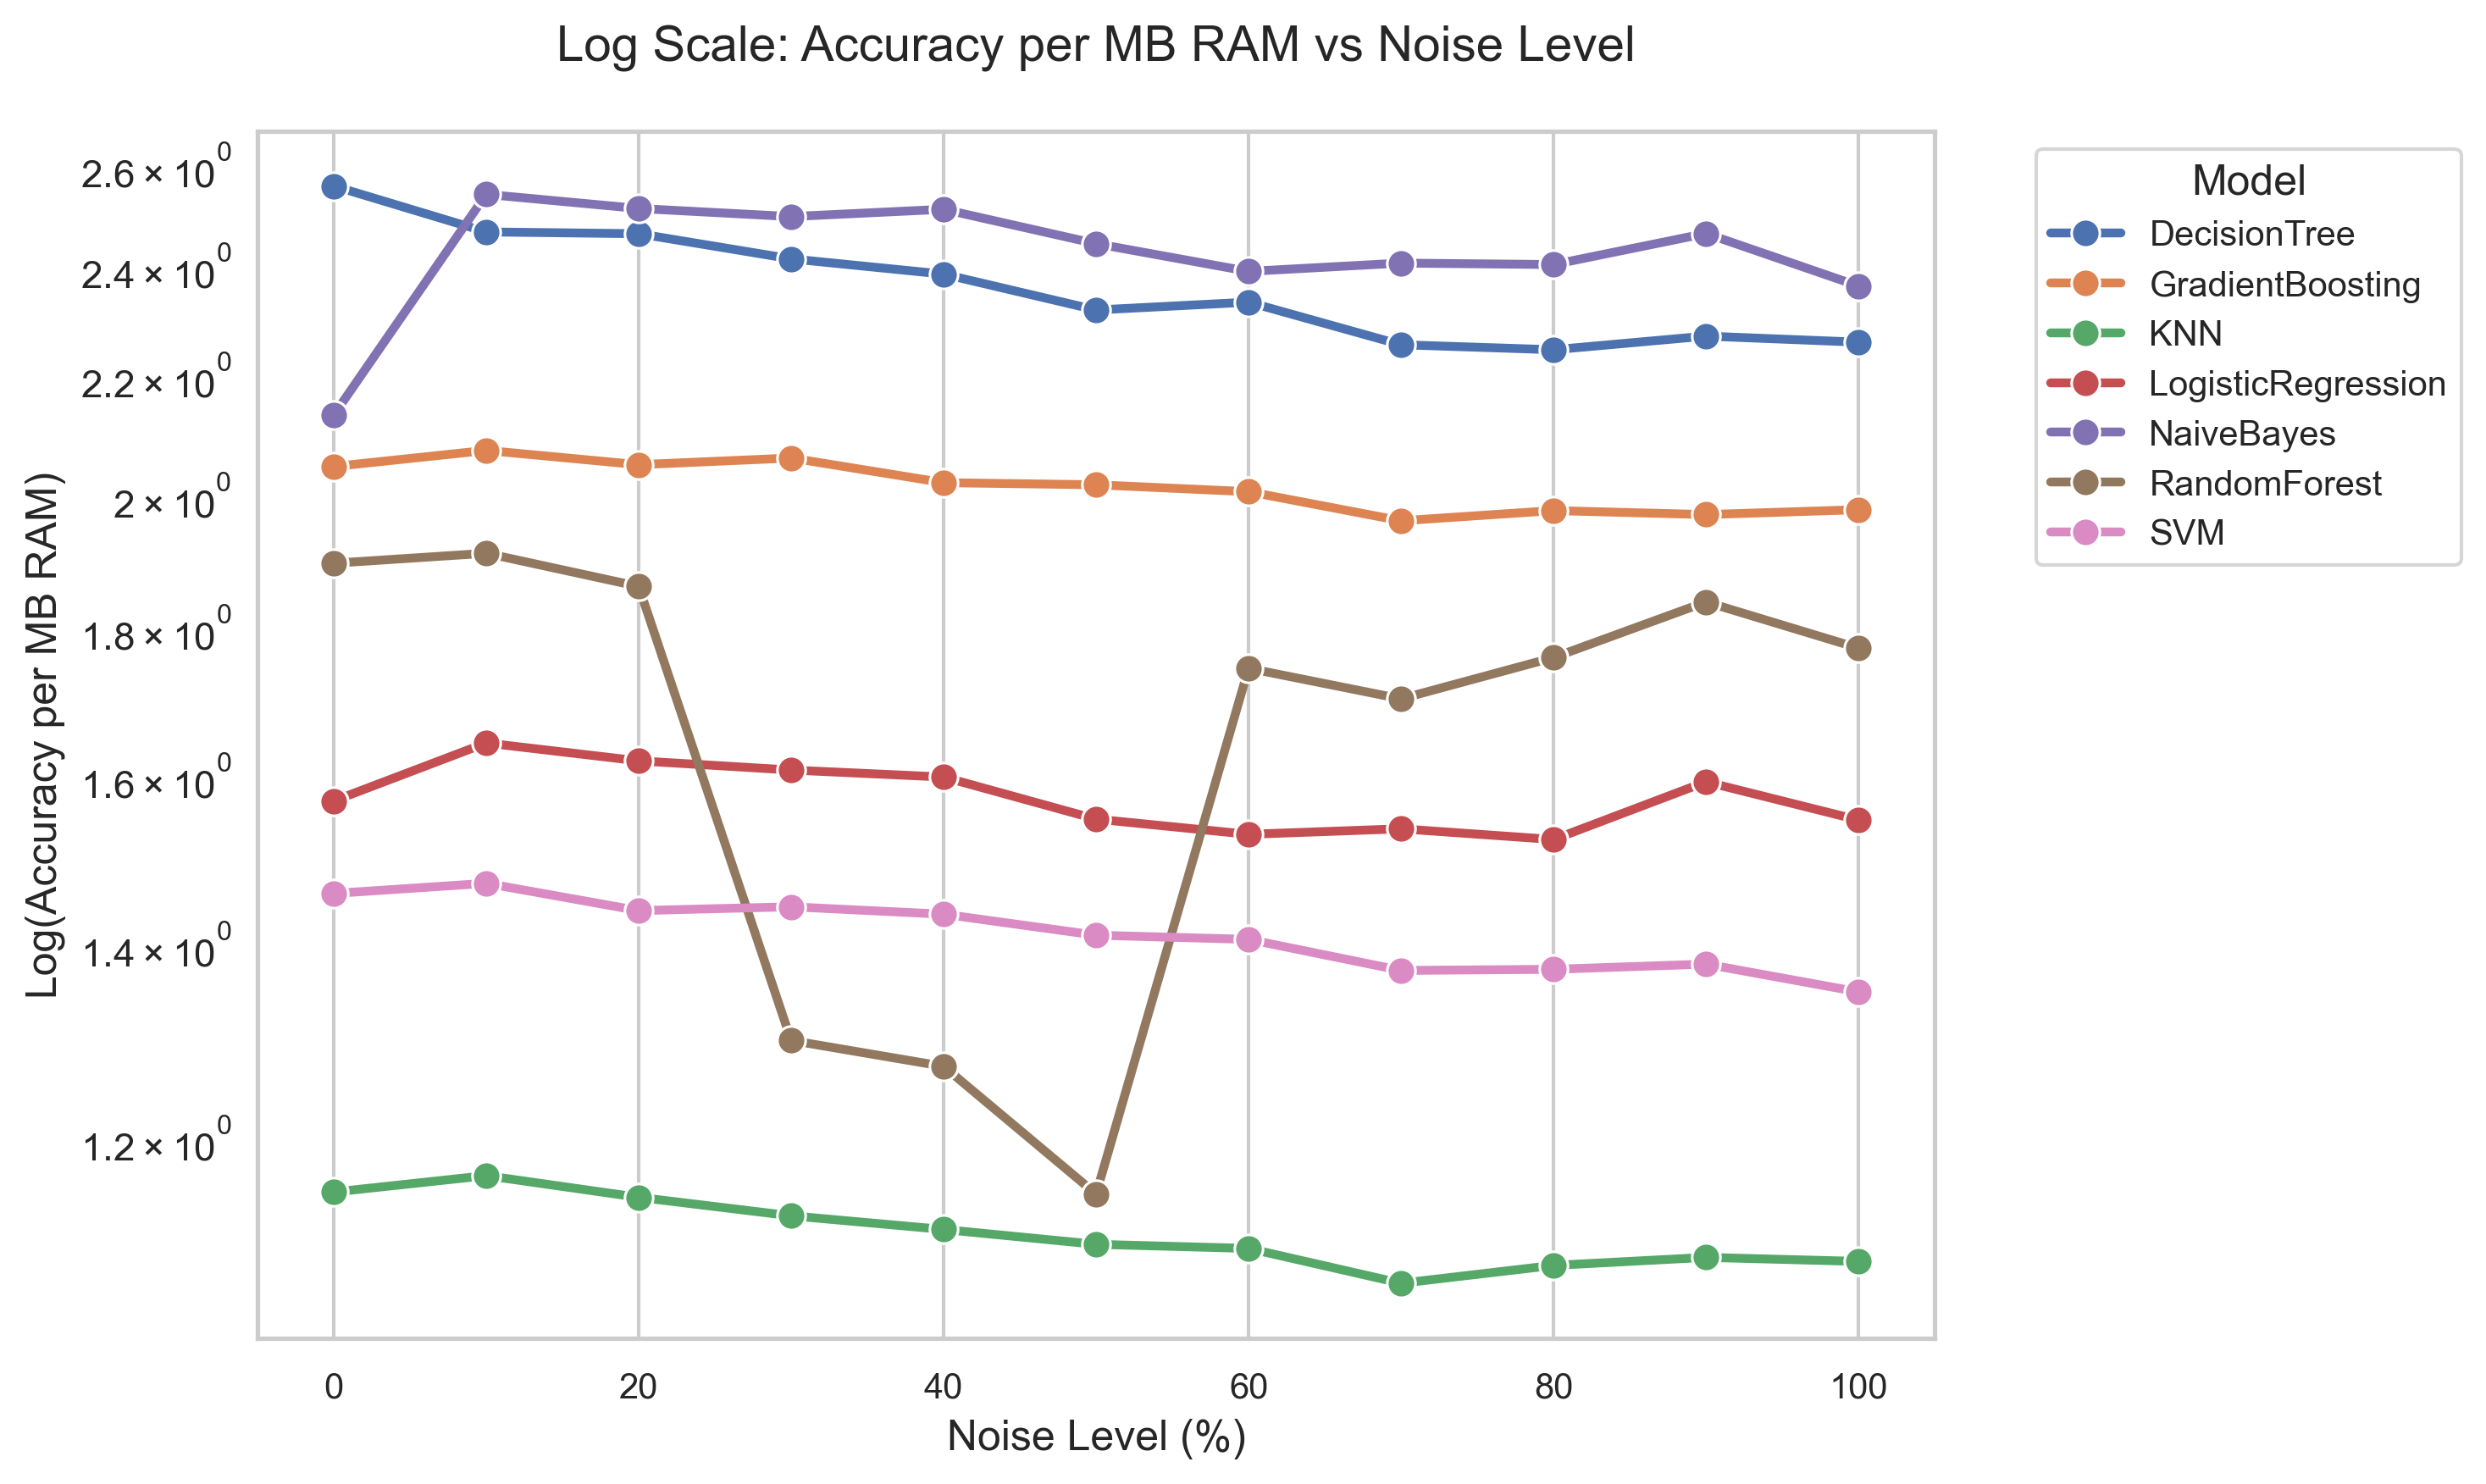 Log Scale: Accuracy per MB RAM vs Noise Level
Log(Accuracy per MB RAM)
2.6 × 10⁰
2.4 × 10⁰
2.2 × 10⁰
2 × 10⁰
1.8 × 10⁰
1.6 × 10⁰
1.4 × 10⁰
1.2 × 10⁰
0 20 40 60 80 100
Noise Level (%)
Model
DecisionTree
GradientBoosting
KNN
LogisticRegression
NaiveBayes
RandomForest
SVM